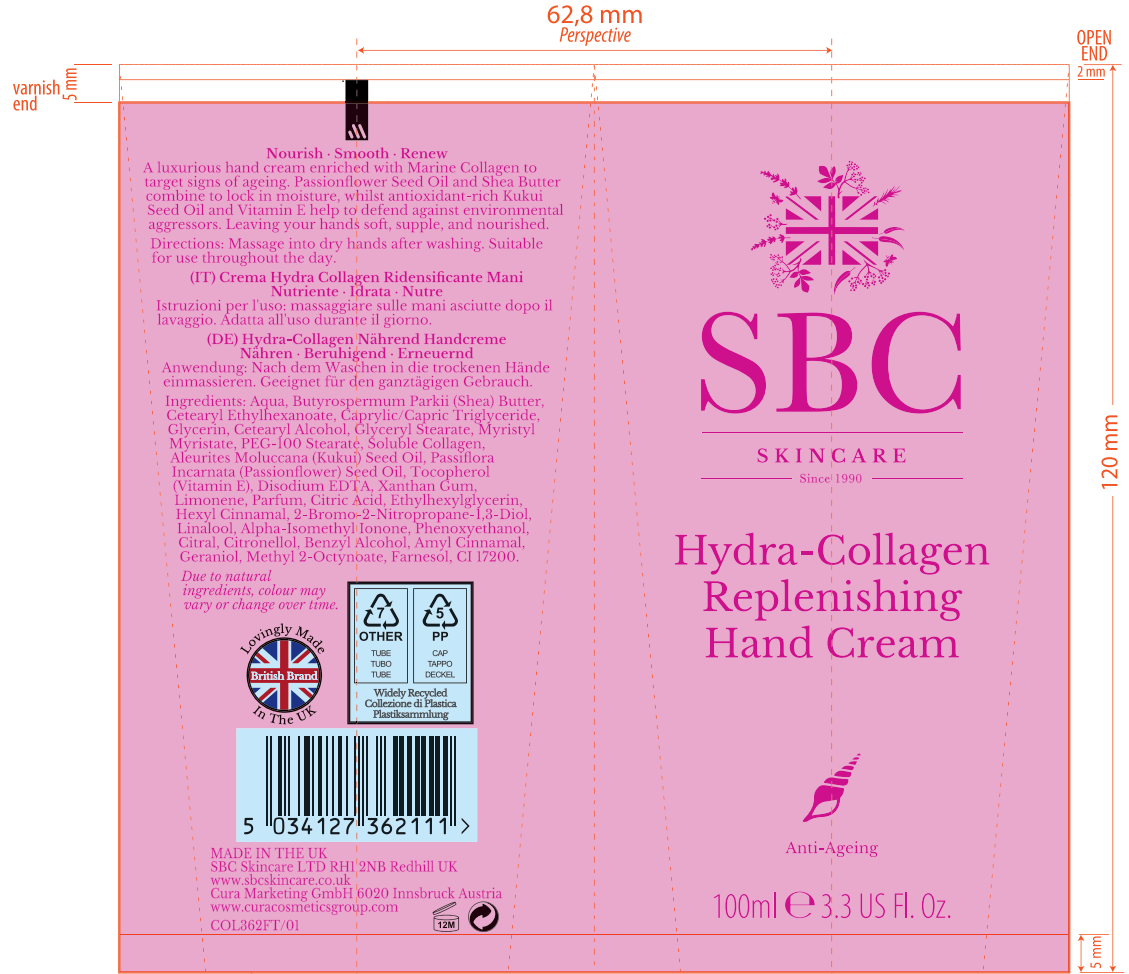 62,8 mm
Perspective
OPEN
END
2 mm
varnish
end
5 mm
Nourish · Smooth · Renew
A luxurious hand cream enriched with Marine Collagen to
target signs of ageing. Passionflower Seed Oil and Shea Butter
combine to lock in moisture, whilst antioxidant-rich Kukui
Seed Oil and Vitamin E help to defend against environmental
aggressors. Leaving your hands soft, supple, and nourished.
Directions: Massage into dry hands after washing. Suitable
for use throughout the day.
(IT) Crema Hydra Collagen Ridensificante Mani
Nutriente · Idrata · Nutre
Istruzioni per l'uso: massaggiare sulle mani asciutte dopo il
lavaggio. Adatta all'uso durante il giorno.
(DE) Hydra-Collagen Nährend Handcreme
Nähren · Beruhigend · Erneuernd
Anwendung: Nach dem Waschen in die trockenen Hände
einmassieren. Geeignet für den ganztägigen Gebrauch.
Ingredients: Aqua, Butyrospermum Parkii (Shea) Butter,
Cetearyl Ethylhexanoate, Caprylic/Capric Triglyceride,
Glycerin, Cetearyl Alcohol, Glyceryl Stearate, Myristyl
Myristate, PEG-100 Stearate, Soluble Collagen,
Aleurites Moluccana (Kukui) Seed Oil, Passiflora
Incarnata (Passionflower) Seed Oil, Tocopherol
(Vitamin E), Disodium EDTA, Xanthan Gum,
Limonene, Parfum, Citric Acid, Ethylhexylglycerin,
Hexyl Cinnamal, 2-Bromo-2-Nitropropane-1,3-Diol,
Linalool, Alpha-Isomethyl Ionone, Phenoxyethanol,
Citral, Citronellol, Benzyl Alcohol, Amyl Cinnamal,
Geraniol, Methyl 2-Octynoate, Farnesol, CI 17200.
Due to natural
ingredients, colour may
vary or change over time.
Lovingly Made
British Brand
In The UK
7
OTHER
TUBE
TUBO
TUBE
5
PP
CAP
TAPPO
DECKEL
Widely Recycled
Collezione di Plastica
Plastiksammlung
5 034127 362111 >
MADE IN THE UK
SBC Skincare LTD RH1 2NB Redhill UK
www.sbcskincare.co.uk
Cura Marketing GmbH 6020 Innsbruck Austria
www.curacosmeticsgroup.com
COL362FT/01
12M
SBC
SKINCARE
Since 1990
Hydra-Collagen
Replenishing
Hand Cream
Anti-Ageing
100ml ℮ 3.3 US Fl. Oz.
120 mm
5 mm